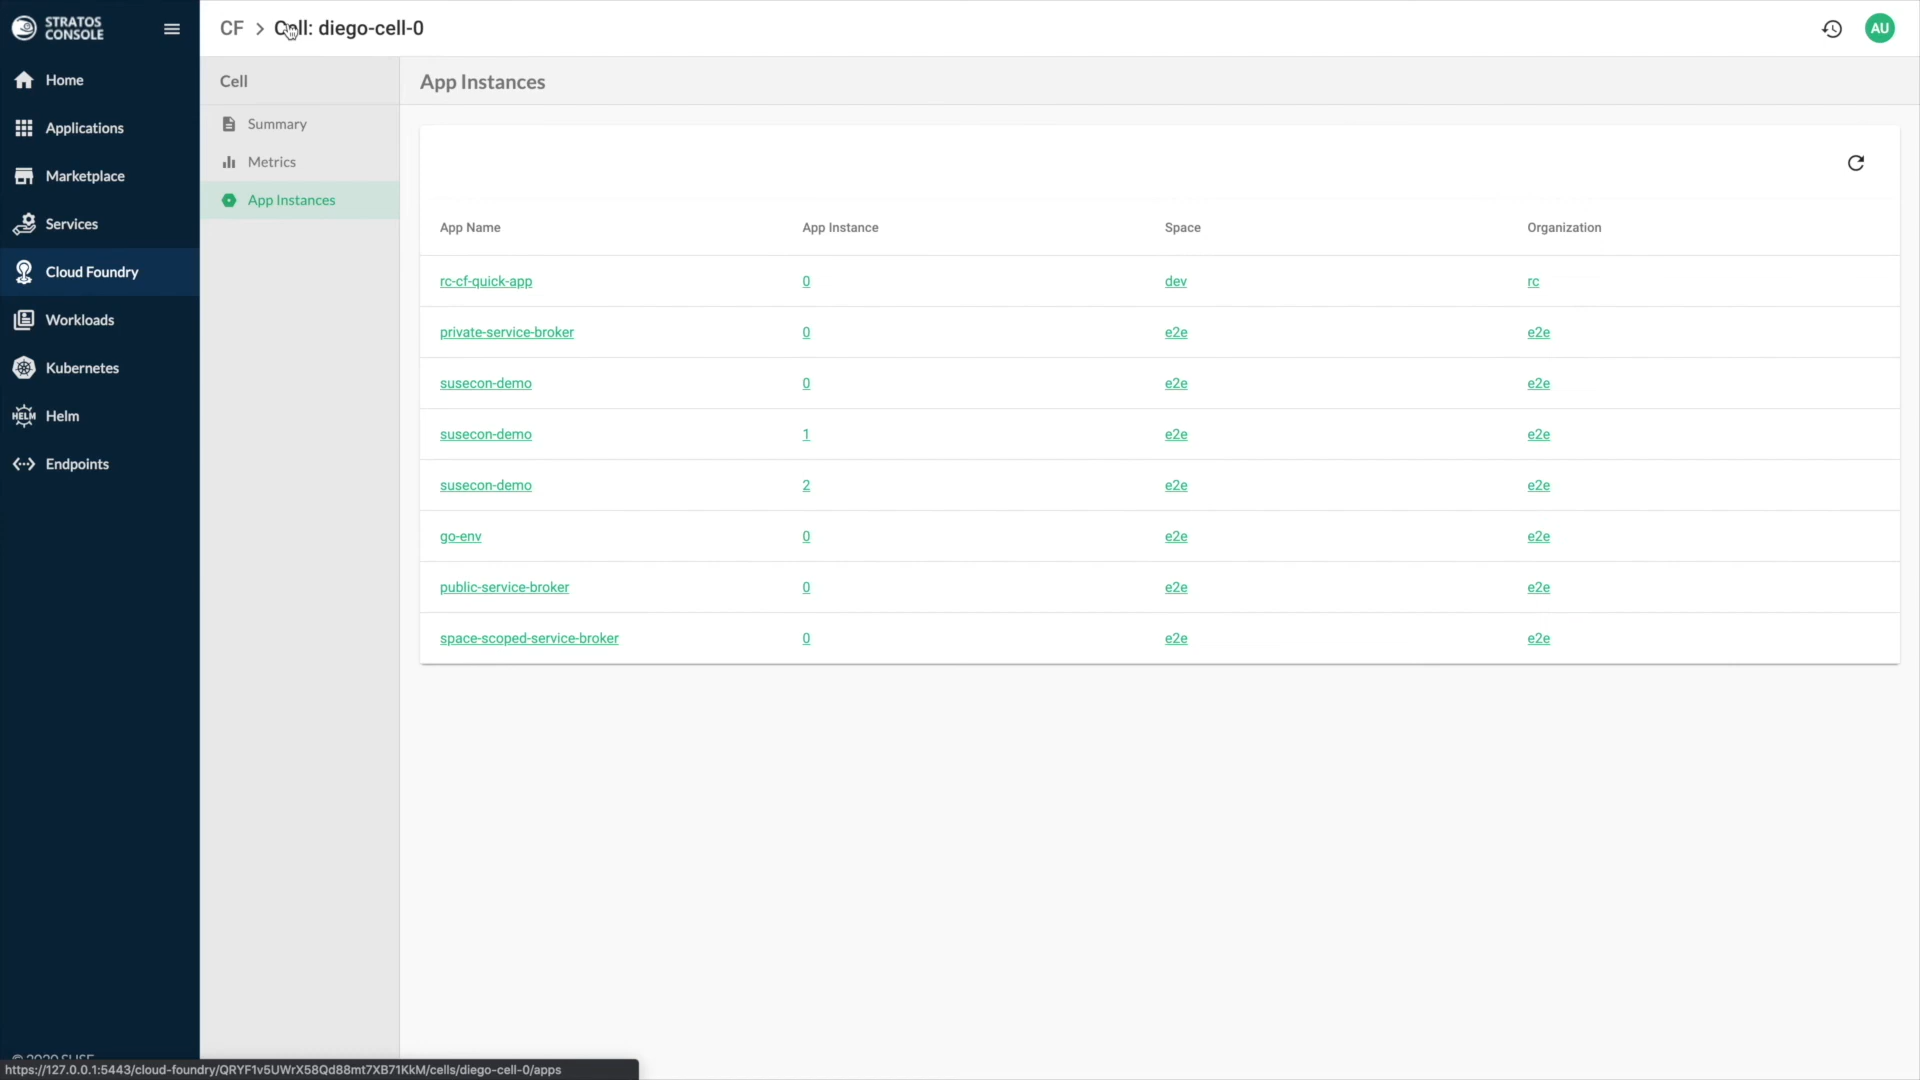 STRATOS
CONSOLE
Home
Applications
Marketplace
Services
Cloud Foundry
Workloads
Kubernetes
HELM
Helm
Endpoints
CF > Cell: diego-cell-0
AU
Cell
Summary
Metrics
App Instances
App Instances
App Name App Instance Space Organization
rc-cf-quick-app 0 dev rc
private-service-broker 0 e2e e2e
susecon-demo 0 e2e e2e
susecon-demo 1 e2e e2e
susecon-demo 2 e2e e2e
go-env 0 e2e e2e
public-service-broker 0 e2e e2e
space-scoped-service-broker 0 e2e e2e
© 2020 SUSE
https://127.0.0.1:5443/cloud-foundry/QRYF1v5UWrX58Qd88mt7XB71KkM/cells/diego-cell-0/apps